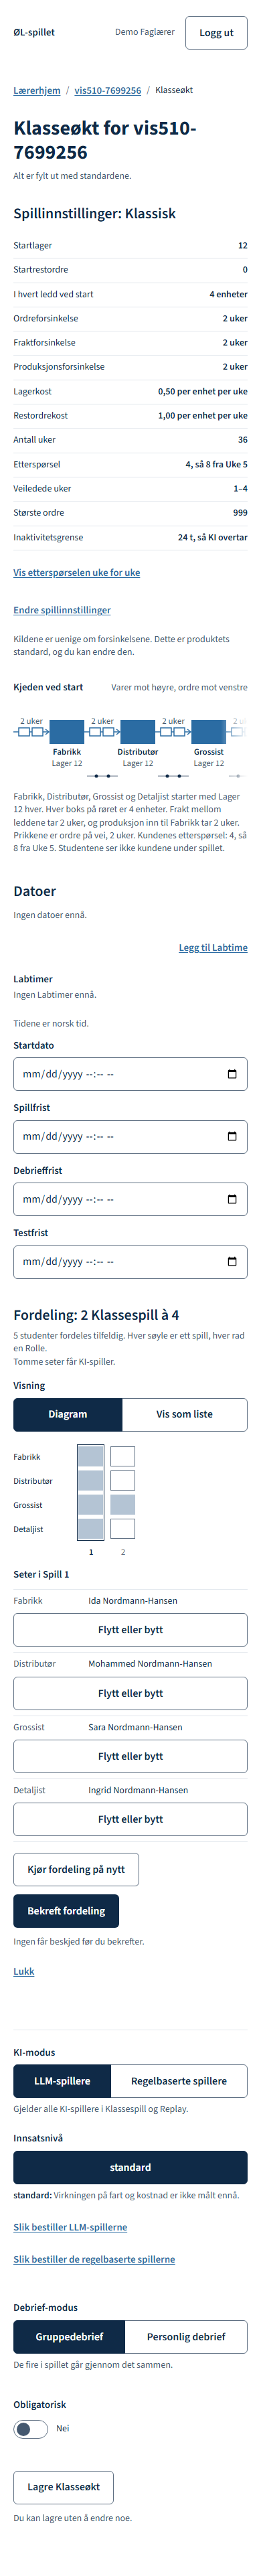 ØL-spillet
Demo Faglærer
Logg ut
Lærerhjem / vis510-7699256 / Klasseøkt
Klasseøkt for vis510-
7699256
Alt er fylt ut med standardene.
Spillinnstillinger: Klassisk
Startlager 12
Startrestordre 0
I hvert ledd ved start 4 enheter
Ordreforsinkelse 2 uker
Fraktforsinkelse 2 uker
Produksjonsforsinkelse 2 uker
Lagerkost 0,50 per enhet per uke
Restordrekost 1,00 per enhet per uke
Antall uker 36
Etterspørsel 4, så 8 fra Uke 5
Veiledede uker 1–4
Største ordre 999
Inaktivitetsgrense 24 t, så KI overtar
Vis etterspørselen uke for uke
Endre spillinnstillinger
Kildene er uenige om forsinkelsene. Dette er produktets
standard, og du kan endre den.
Kjeden ved start Varer mot høyre, ordre mot venstre
2 uker 2 uker 2 uker
Fabrikk Distributør Grossist
Lager 12 Lager 12 Lager 12
Fabrikk, Distributør, Grossist og Detaljist starter med Lager
12 hver. Hver boks på røret er 4 enheter. Frakt mellom
leddene tar 2 uker, og produksjon inn til Fabrikk tar 2 uker.
Prikkene er ordre på vei, 2 uker. Kundenes etterspørsel: 4, så
8 fra Uke 5. Studentene ser ikke kundene under spillet.
Datoer
Ingen datoer ennå.
Legg til Labtime
Labtimer
Ingen Labtimer ennå.
Tidene er norsk tid.
Startdato
mm/dd/yyyy --:-- --
Spillfrist
mm/dd/yyyy --:-- --
Debrieffrist
mm/dd/yyyy --:-- --
Testfrist
mm/dd/yyyy --:-- --
Fordeling: 2 Klassespill à 4
5 studenter fordeles tilfeldig. Hver søyle er ett spill, hver rad
en Rolle.
Tomme seter får KI-spiller.
Visning
Diagram Vis som liste
Fabrikk
Distributør
Grossist
Detaljist
1 2
Seter i Spill 1
Fabrikk Ida Nordmann-Hansen
Flytt eller bytt
Distributør Mohammed Nordmann-Hansen
Flytt eller bytt
Grossist Sara Nordmann-Hansen
Flytt eller bytt
Detaljist Ingrid Nordmann-Hansen
Flytt eller bytt
Kjør fordeling på nytt
Bekreft fordeling
Ingen får beskjed før du bekrefter.
Lukk
KI-modus
LLM-spillere Regelbaserte spillere
Gjelder alle KI-spillere i Klassespill og Replay.
Innsatsnivå
standard
standard: Virkningen på fart og kostnad er ikke målt ennå.
Slik bestiller LLM-spillerne
Slik bestiller de regelbaserte spillerne
Debrief-modus
Gruppedebrief Personlig debrief
De fire i spillet går gjennom det sammen.
Obligatorisk
Nei
Lagre Klasseøkt
Du kan lagre uten å endre noe.